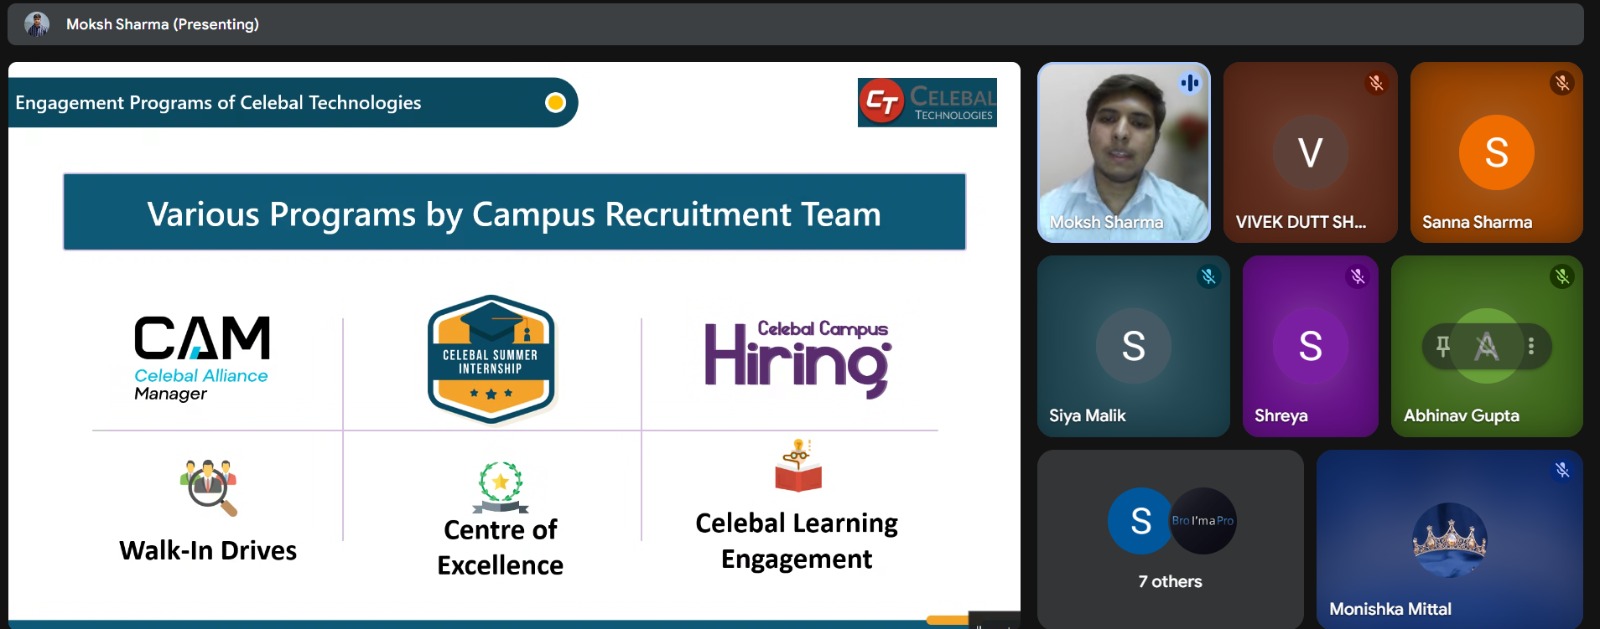 Moksh Sharma (Presenting)
Engagement Programs of Celebal Technologies
CT CELEBAL
TECHNOLOGIES
Various Programs by Campus Recruitment Team
CAM
Celebal Alliance
Manager
CELEBAL SUMMER
INTERNSHIP
Celebal Campus
Hiring
Walk-In Drives
Centre of
Excellence
Celebal Learning
Engagement
Moksh Sharma
V
VIVEK DUTT SH...
S
Sanna Sharma
S
Siya Malik
S
Shreya
A
Abhinav Gupta
S
Bro I'ma Pro
7 others
Monishka Mittal